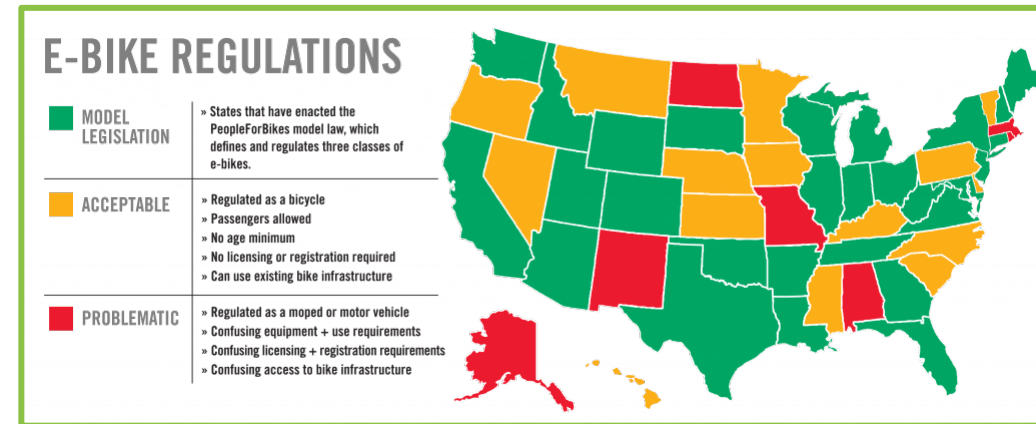 E-BIKE REGULATIONS
MODEL
LEGISLATION
» States that have enacted the
PeopleForBikes model law, which
defines and regulates three classes of
e-bikes.
ACCEPTABLE
» Regulated as a bicycle
» Passengers allowed
» No age minimum
» No licensing or registration required
» Can use existing bike infrastructure
PROBLEMATIC
» Regulated as a moped or motor vehicle
» Confusing equipment + use requirements
» Confusing licensing + registration requirements
» Confusing access to bike infrastructure